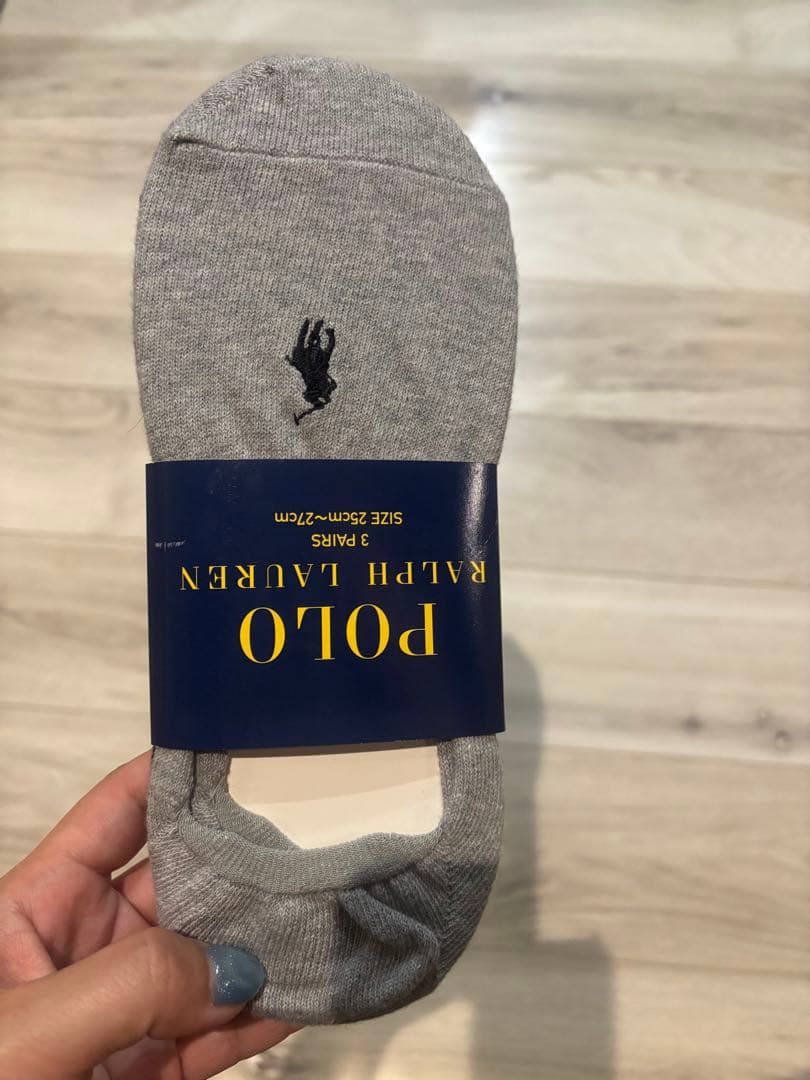 POLO
RALPH LAUREN
3 PAIRS
SIZE 25cm~27cm